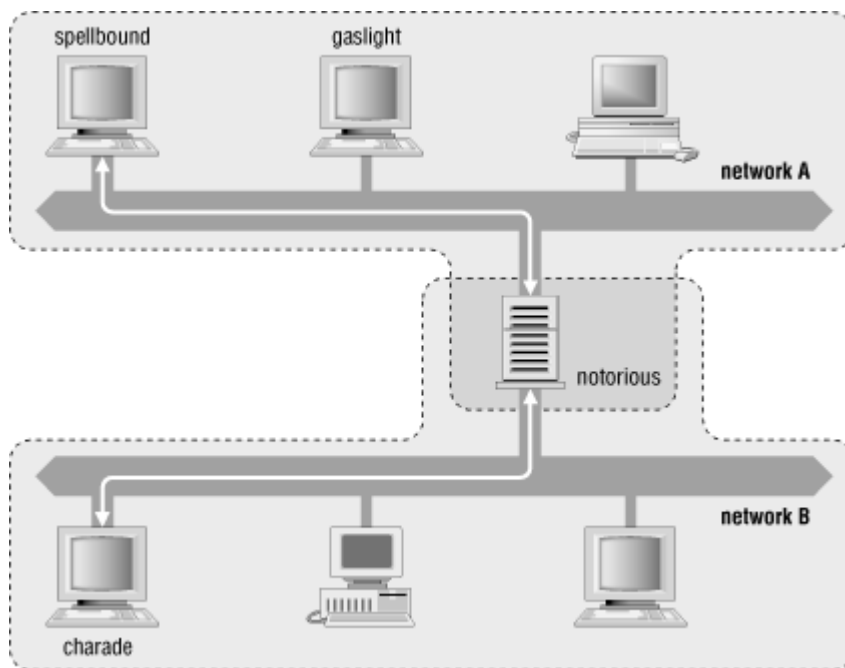 spellbound
gaslight
network A
notorious
network B
charade